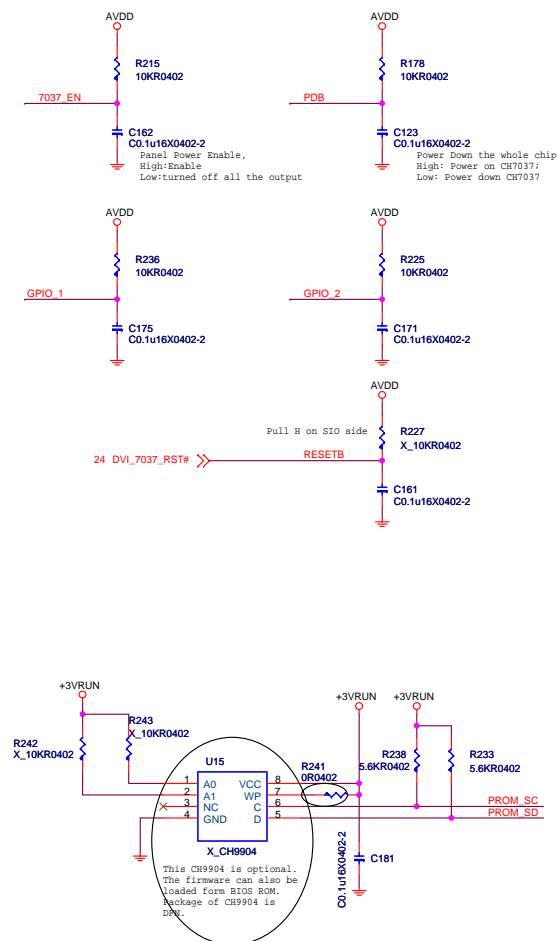 AVDD
R215
10KR0402
7037_EN
C162
C0.1u16X0402-2
Panel Power Enable,
High:Enable
Low:turned off all the output
AVDD
R178
10KR0402
PDB
C123
C0.1u16X0402-2
Power Down the whole chip
High: Power on CH7037;
Low: Power down CH7037
AVDD
R236
10KR0402
GPIO_1
C175
C0.1u16X0402-2
AVDD
R225
10KR0402
GPIO_2
C171
C0.1u16X0402-2
AVDD
Pull H on SIO side
R227
X_10KR0402
24 DVI_7037_RST#
RESETB
C161
C0.1u16X0402-2
+3VRUN
R242
X_10KR0402
R243
X_10KR0402
U15
1 A0 VCC 8
2 A1 WP 7
3 NC C 6
4 GND D 5
X_CH9904
This CH9904 is optional.
The firmware can also be
loaded form BIOS ROM.
Package of CH9904 is
DFN.
R241
0R0402
+3VRUN
+3VRUN
R238
5.6KR0402
R233
5.6KR0402
PROM_SC
PROM_SD
C181
C0.1u16X0402-2